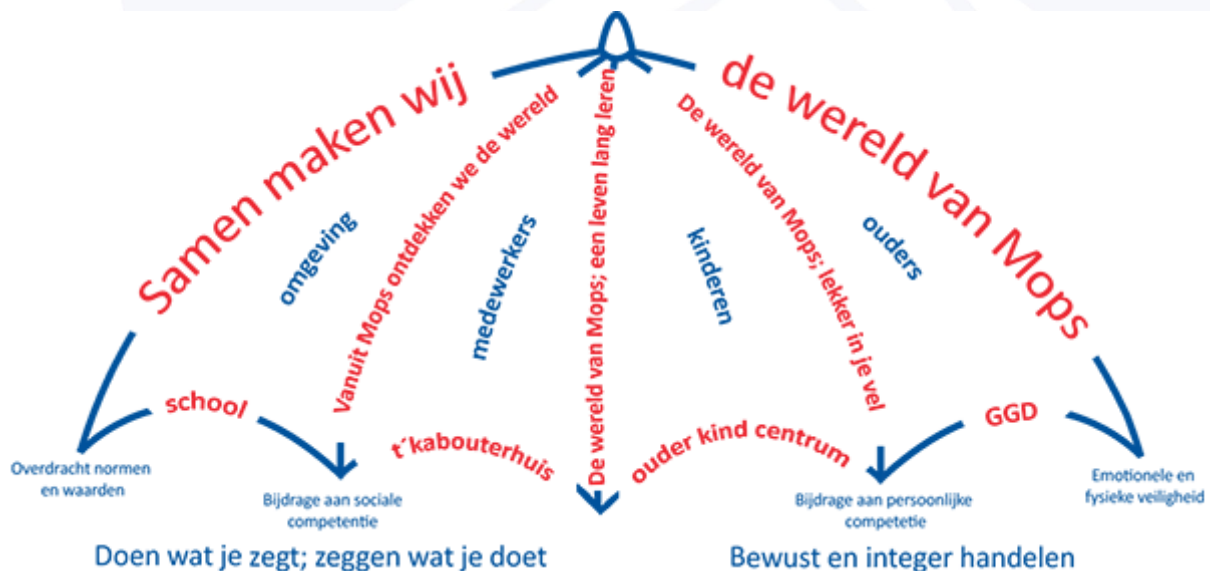 Samen maken wij
de wereld van Mops
Vanuit Mops ontdekken we de wereld
De wereld van Mops; een leven lang leren
De wereld van Mops; lekker in je vel
omgeving
medewerkers
kinderen
ouders
school
t´kabouterhuis
ouder kind centrum
GGD
Overdracht normen
en waarden
Bijdrage aan sociale
competentie
Bijdrage aan persoonlijke
competetie
Emotionele en
fysieke veiligheid
Doen wat je zegt; zeggen wat je doet
Bewust en integer handelen